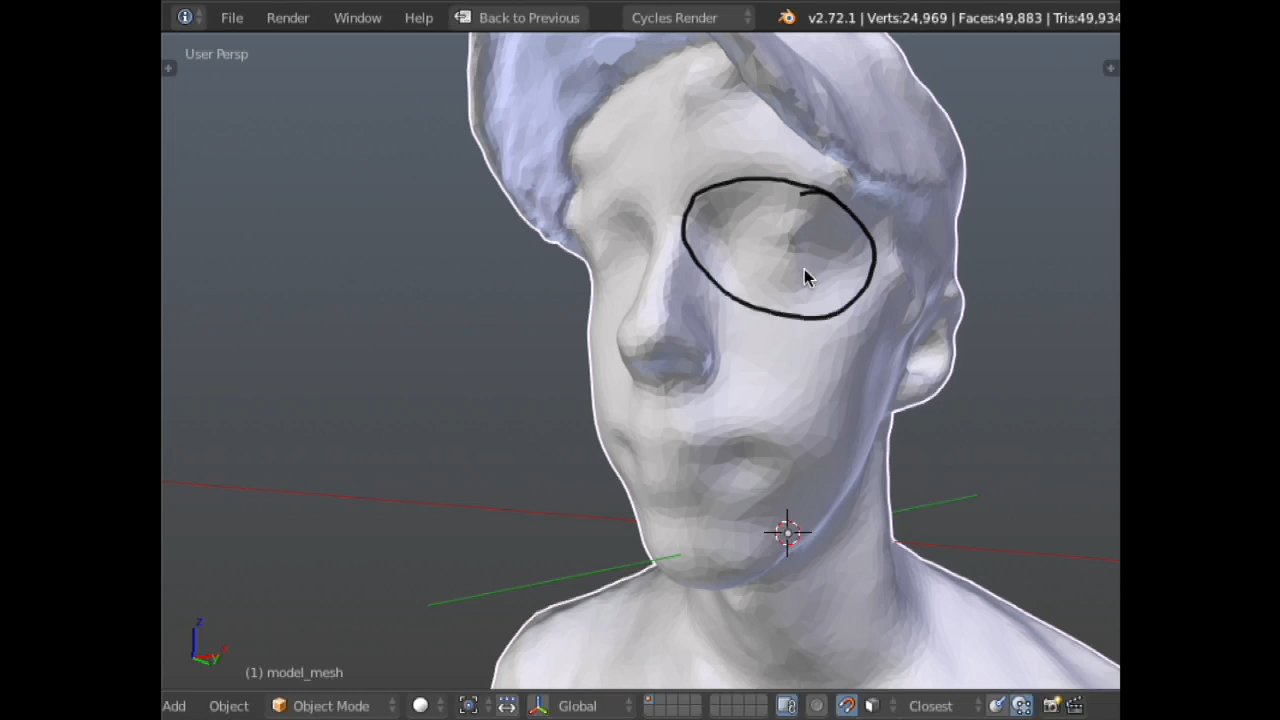 File Render Window Help Back to Previous Cycles Render v2.72.1 | Verts:24,969 | Faces:49,883 | Tris:49,934
User Persp
z
x
y
(1) model_mesh
Add Object Object Mode Global Closest